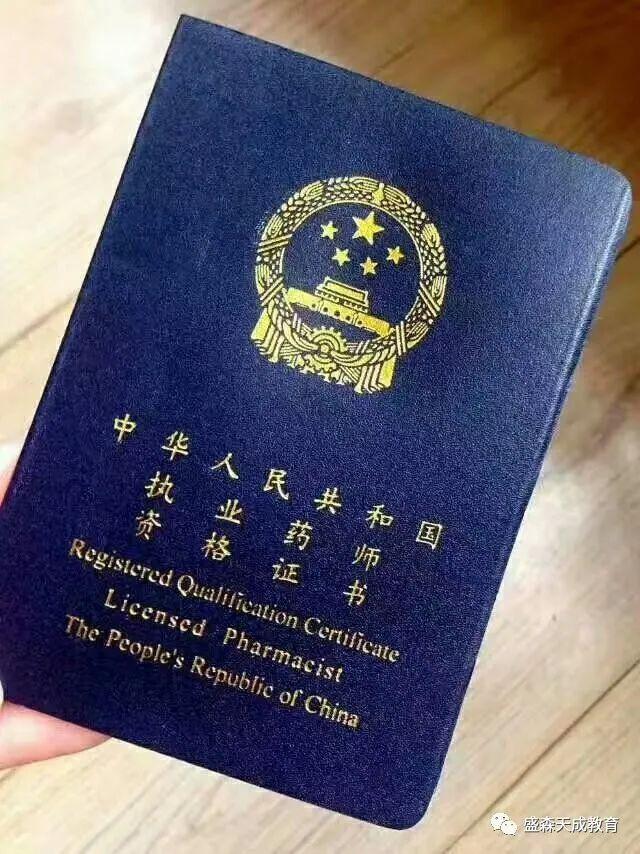 中华人民共和国
执业药师
资格证书
Registered Qualification Certificate
Licensed Pharmacist
The People's Republic of China
盛森天成教育